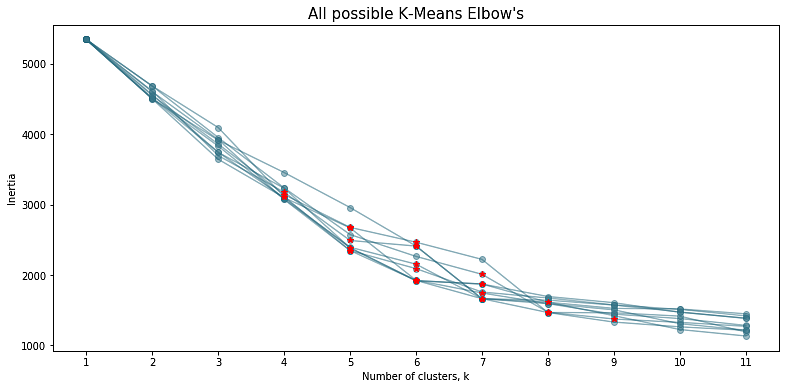 All possible K-Means Elbow's
5000
4000
3000
2000
1000
Inertia
1 2 3 4 5 6 7 8 9 10 11
Number of clusters, k